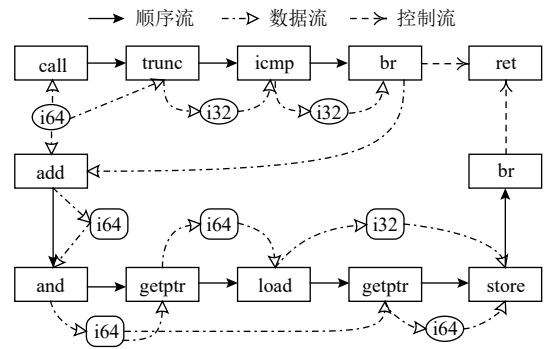 顺序流 数据流 控制流
call trunc icmp br ret
i64 i32 i32
add br
i64 i64 i32
and getptr load getptr store
i64 i64